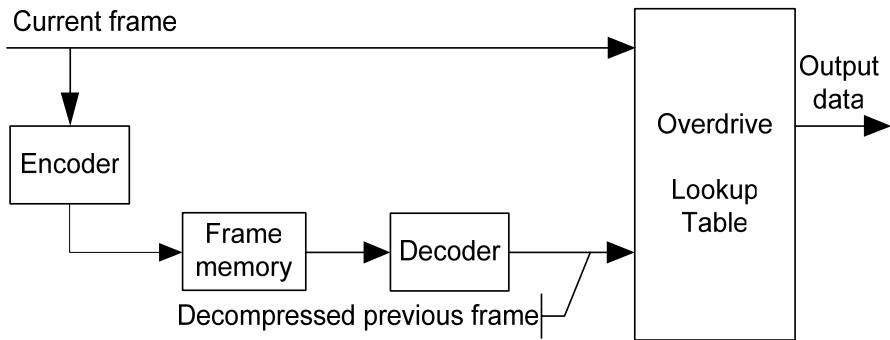 Current frame
Output
data
Overdrive
Encoder
Lookup
Table
Frame
memory
Decoder
Decompressed previous frame